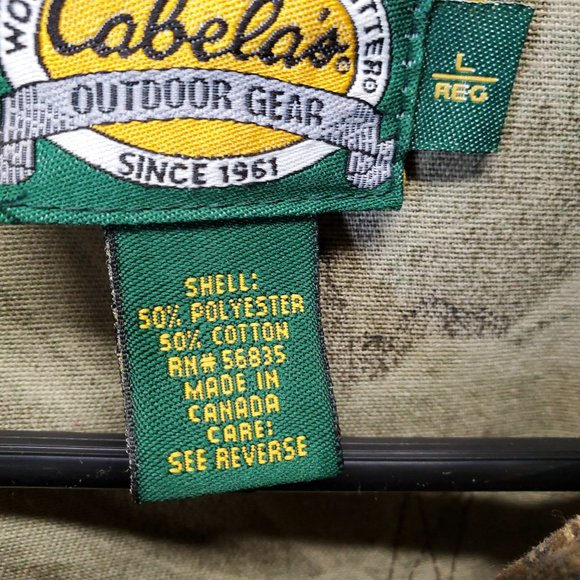 Cabela's®
OUTDOOR GEAR
SINCE 1961
L
REG
SHELL:
50% POLYESTER
50% COTTON
RN# 56835
MADE IN
CANADA
CARE:
SEE REVERSE